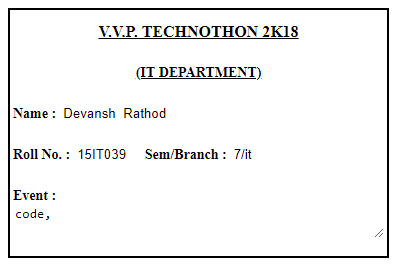 V.V.P. TECHNOTHON 2K18
(IT DEPARTMENT)
Name : Devansh Rathod
Roll No. : 15IT039 Sem/Branch : 7/it
Event :
code,